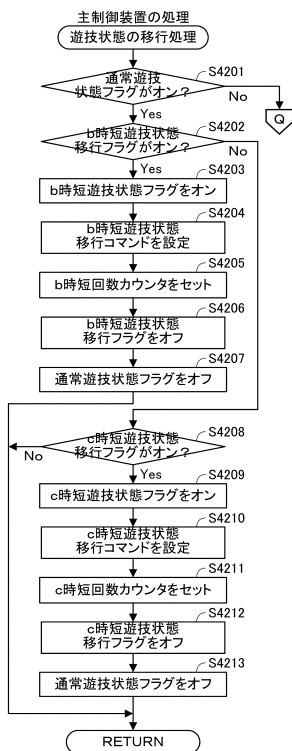 主制御装置の処理
遊技状態の移行処理
通常遊技
状態フラグがオン?
S4201
No
Q
Yes
b時短遊技状態
移行フラグがオン?
S4202
No
Yes
S4203
b時短遊技状態フラグをオン
S4204
b時短遊技状態
移行コマンドを設定
S4205
b時短回数カウンタをセット
S4206
b時短遊技状態
移行フラグをオフ
S4207
通常遊技状態フラグをオフ
S4208
c時短遊技状態
移行フラグがオン?
No
Yes
S4209
c時短遊技状態フラグをオン
S4210
c時短遊技状態
移行コマンドを設定
S4211
c時短回数カウンタをセット
S4212
c時短遊技状態
移行フラグをオフ
S4213
通常遊技状態フラグをオフ
RETURN